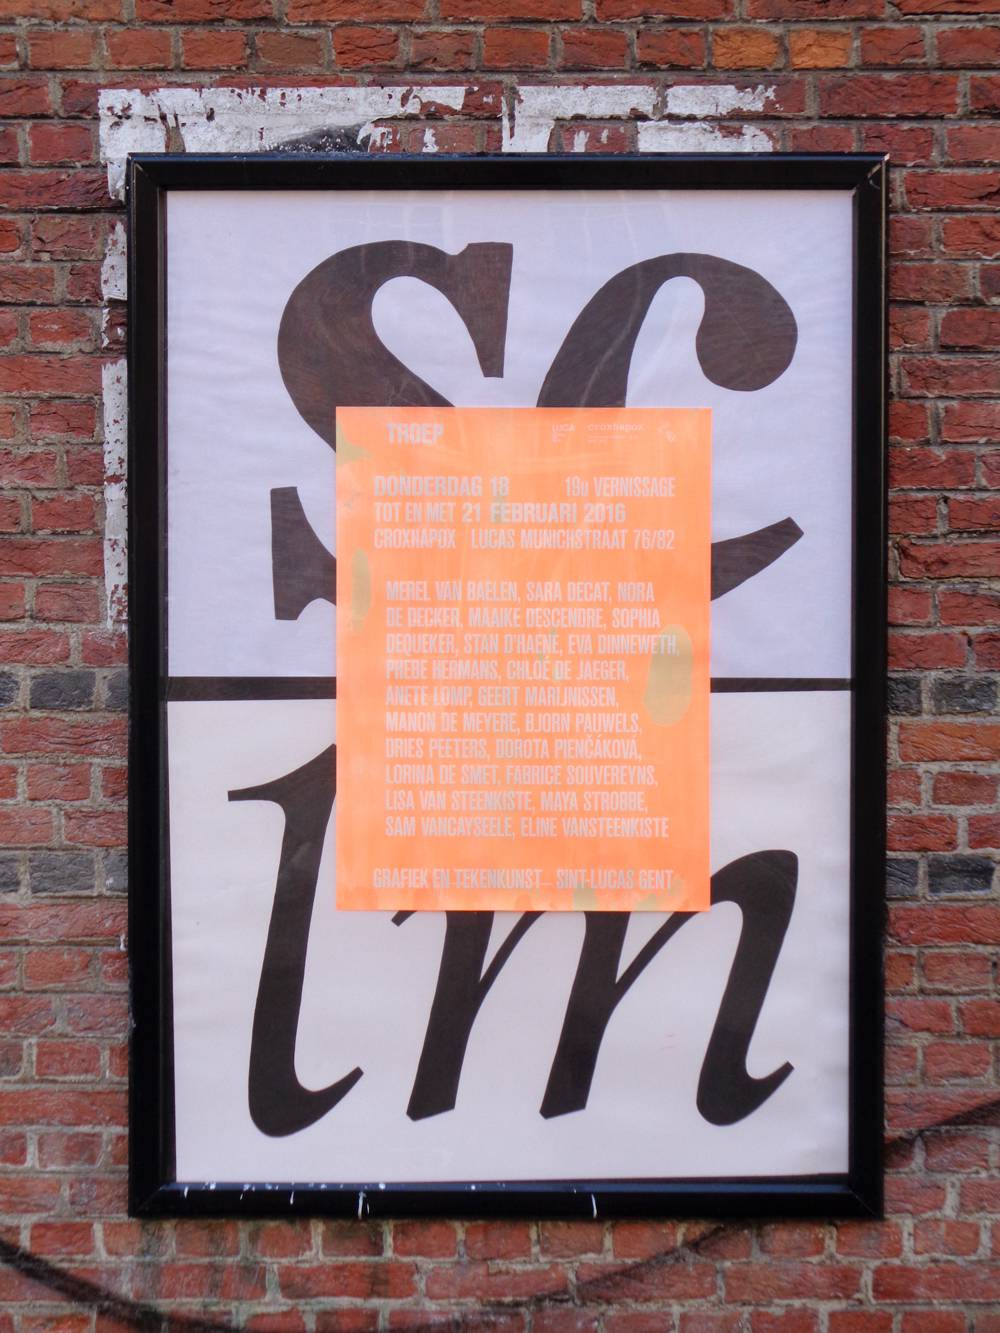 sc
TROEP
LUCA croxhapox
DONDERDAG 18 19u VERNISSAGE
TOT EN MET 21 FEBRUARI 2016
CROXHAPOX LUCAS MUNICHSTRAAT 76/82
MEREL VAN BAELEN, SARA DECAT, NORA
DE DECKER, MAAIKE DESCENDRE, SOPHIA
DEQUEKER, STAN D'HAENE, EVA DINNEWETH,
PHEBE HERMANS, CHLOÉ DE JAEGER,
ANETE LOMP, GEERT MARIJNISSEN,
MANON DE MEYERE, BJORN PAUWELS,
DRIES PEETERS, DOROTA PIENČÁKOVÁ,
LORINA DE SMET, FABRICE SOUVEREYNS,
LISA VAN STEENKISTE, MAYA STROBBE,
SAM VANCAYSEELE, ELINE VANSTEENKISTE
GRAFIEK EN TEKENKUNST – SINT-LUCAS GENT
im